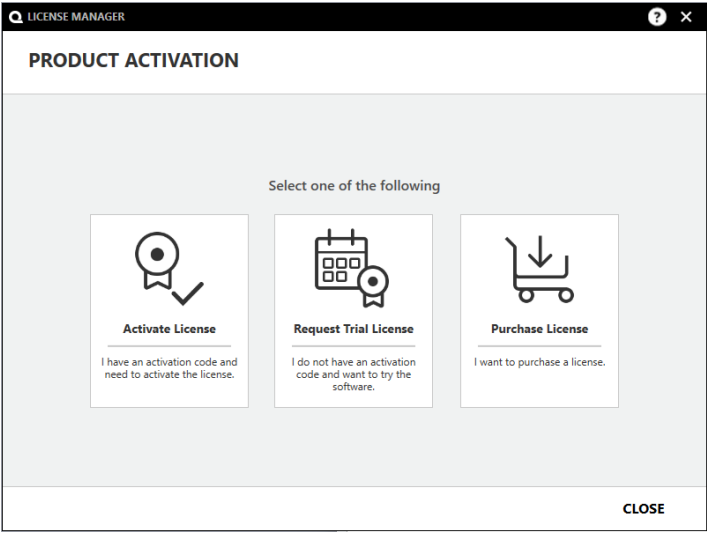 LICENSE MANAGER
PRODUCT ACTIVATION
Select one of the following
Activate License
I have an activation code and
need to activate the license.
Request Trial License
I do not have an activation
code and want to try the
software.
Purchase License
I want to purchase a license.
CLOSE